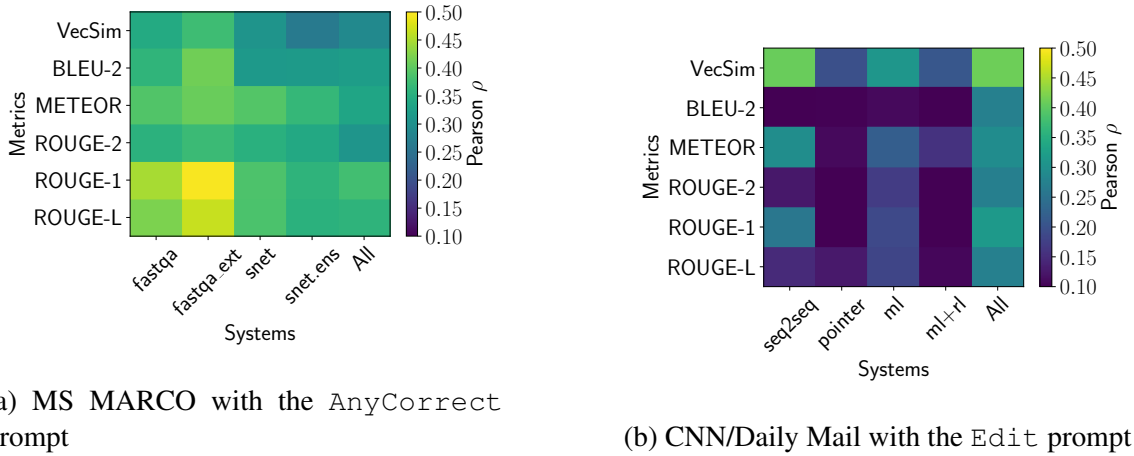 VecSim
BLEU-2
METEOR
ROUGE-2
ROUGE-1
ROUGE-L
Metrics
fastqa
fastqa_ext
snet
snet.ens
All
Systems
0.50
0.45
0.40
0.35
0.30
0.25
0.20
0.15
0.10
Pearson ρ
a) MS MARCO with the AnyCorrect
rompt
VecSim
BLEU-2
METEOR
ROUGE-2
ROUGE-1
ROUGE-L
Metrics
seq2seq
pointer
ml
ml+rl
All
Systems
0.50
0.45
0.40
0.35
0.30
0.25
0.20
0.15
0.10
Pearson ρ
(b) CNN/Daily Mail with the Edit prompt